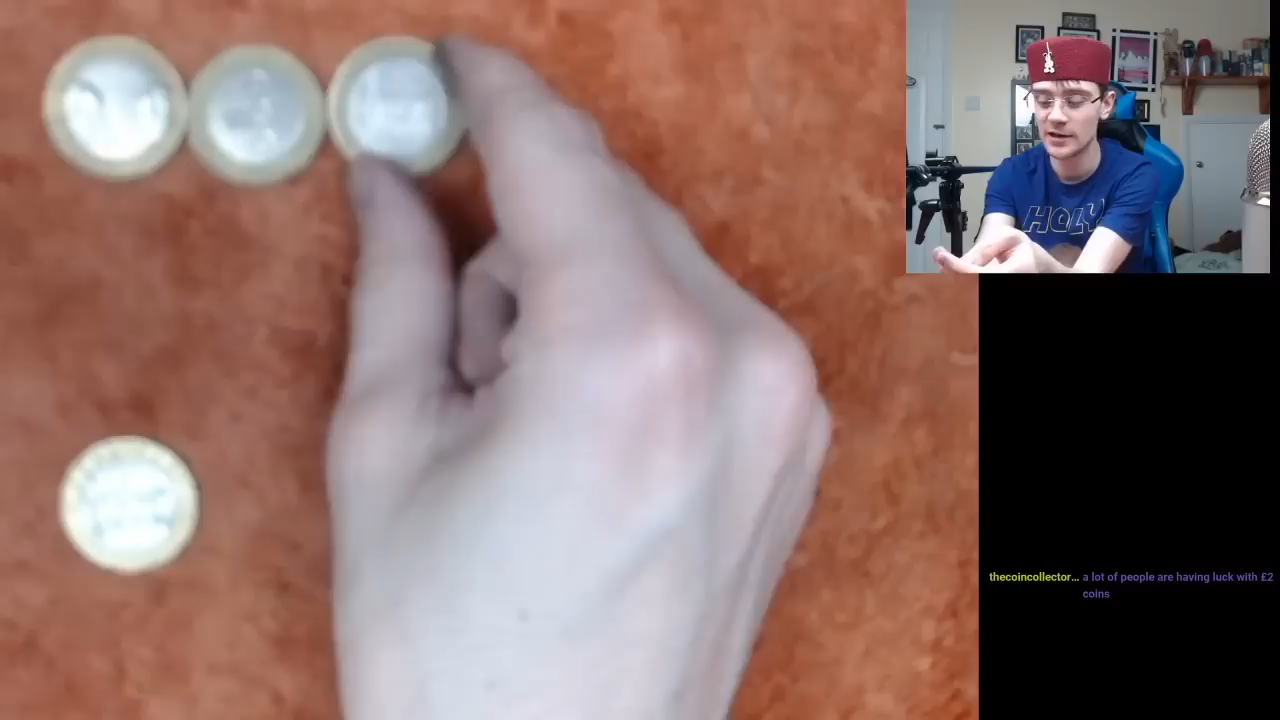 HOLY
thecoincollector… a lot of people are having luck with £2
coins